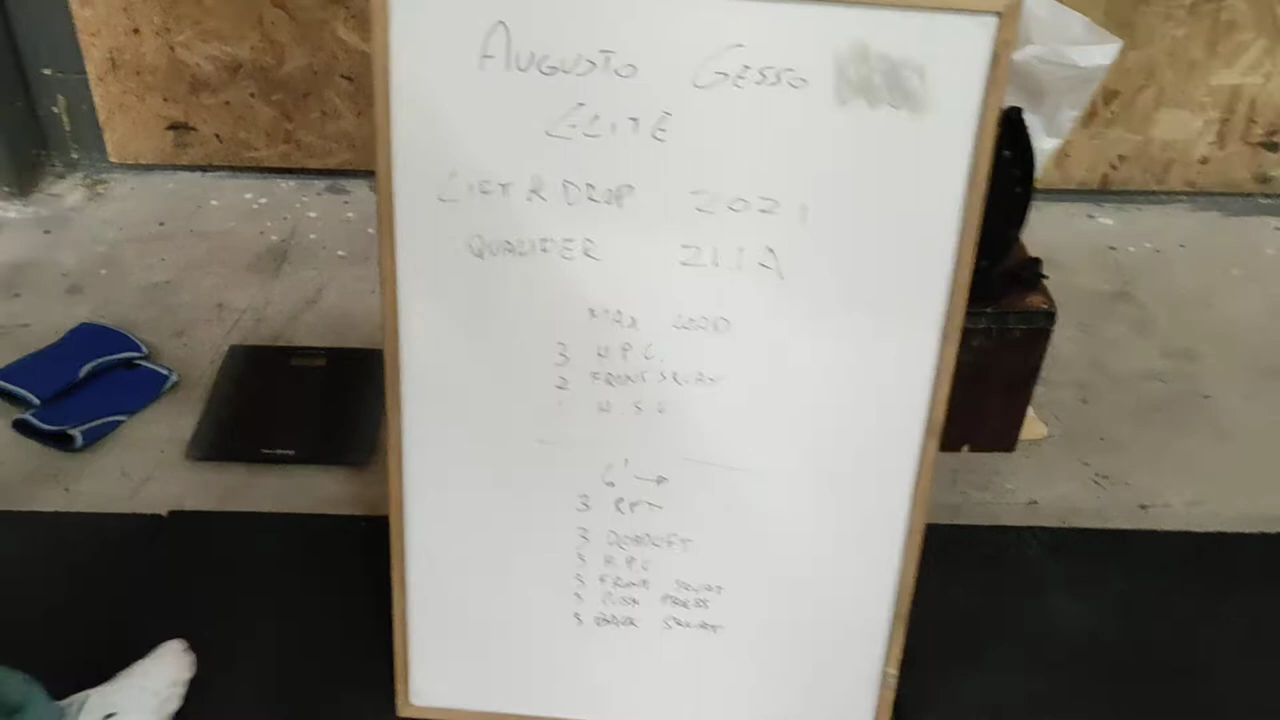 AUGUSTO GESSO
ELITE
LIFT & DROP 2021
QUALIFIER 21.1A
MAX LOAD
3 H.P.C.
2 FRONT SQUAT
H.S.C
6' →
3 RFT
3 DEADLIFT
3 H.P.C
3 FRONT SQUAT
3 PUSH PRESS
3 BACK SQUAT